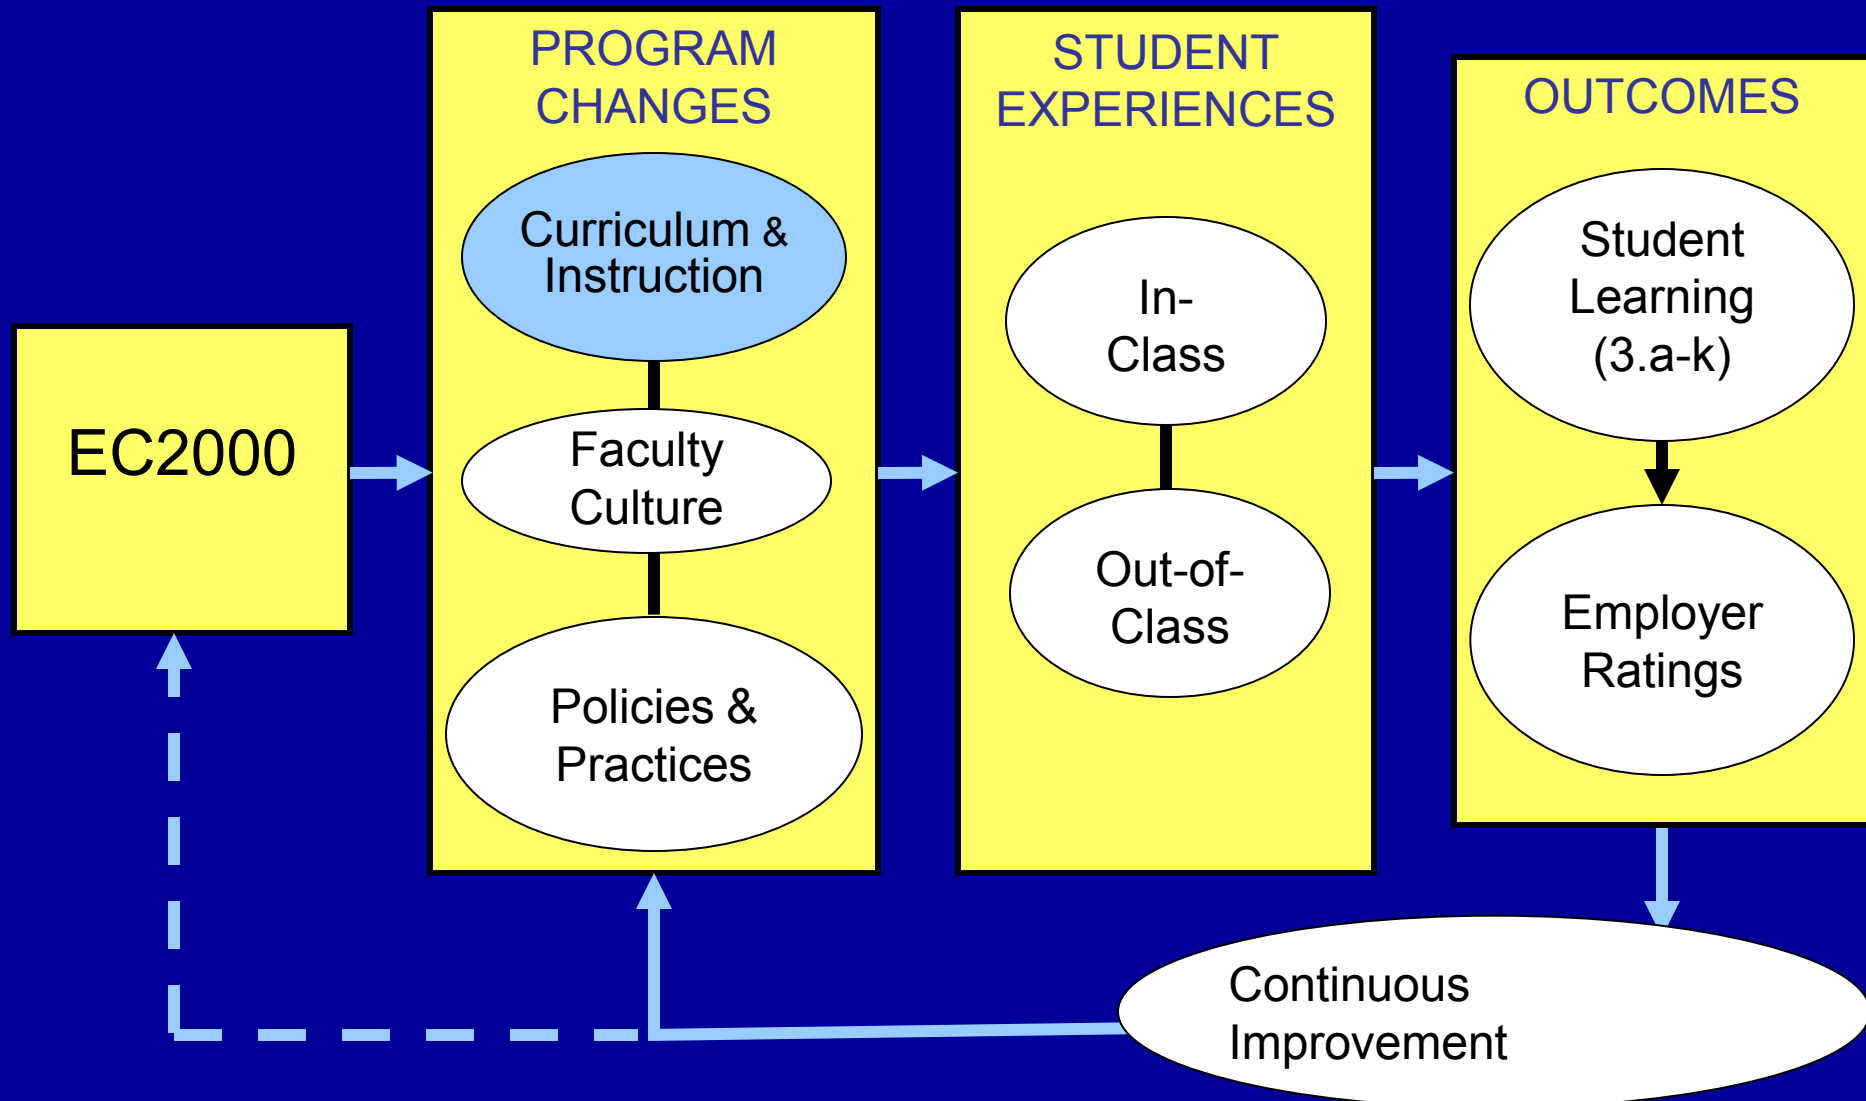 EC2000
PROGRAM
CHANGES
Curriculum &
Instruction
Faculty
Culture
Policies &
Practices
STUDENT
EXPERIENCES
In-
Class
Out-of-
Class
OUTCOMES
Student
Learning
(3.a-k)
Employer
Ratings
Continuous
Improvement